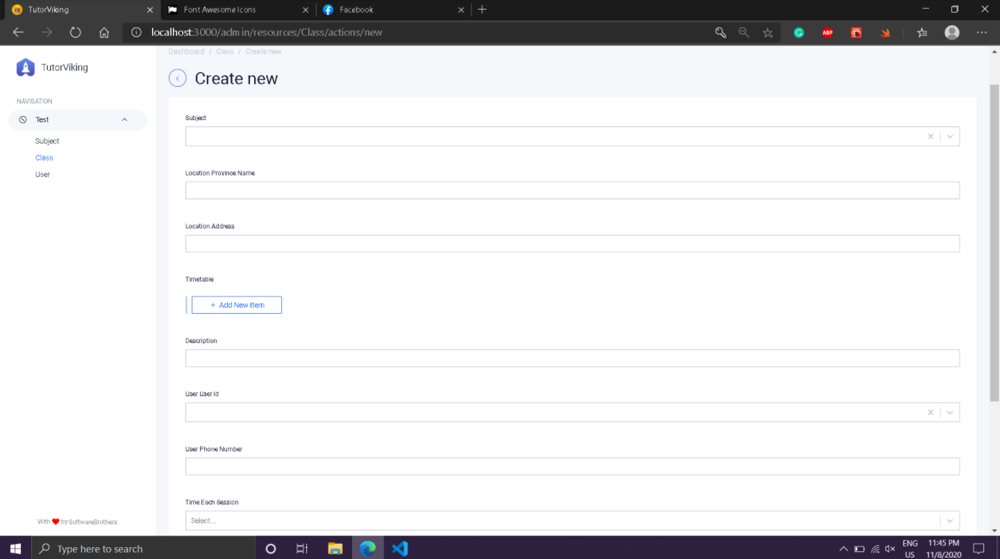 TutorViking
Font Awesome Icons
Facebook
localhost:3000/admin/resources/Class/actions/new
ABP
TutorViking
NAVIGATION
Test
Subject
Class
User
With by SoftwareBrothers
Dashboard / Class / Create new
Create new
Subject
Location Province Name
Location Address
Timetable
+ Add New Item
Description
User User Id
User Phone Number
Time Each Session
Select...
Type here to search
ENG
US
11:45 PM
11/8/2020